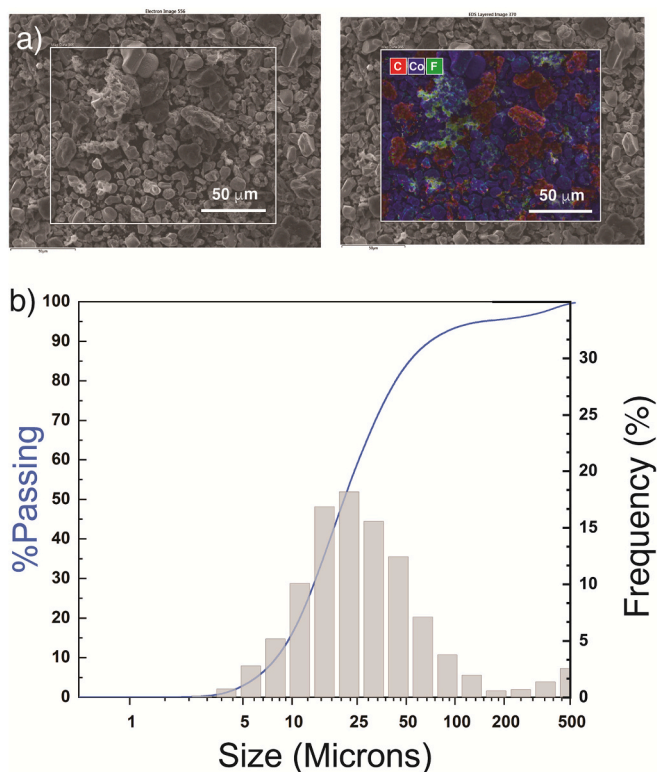 Electron Image 556
EDS Layered Image 370
a)
C Co F
50 μm
50 μm
50μm
50μm
b)
100
90
80
70
60
50
40
30
20
10
0
%Passing
30
25
20
15
10
5
0
Frequency (%)
1 5 10 25 50 100 200 500
Size (Microns)